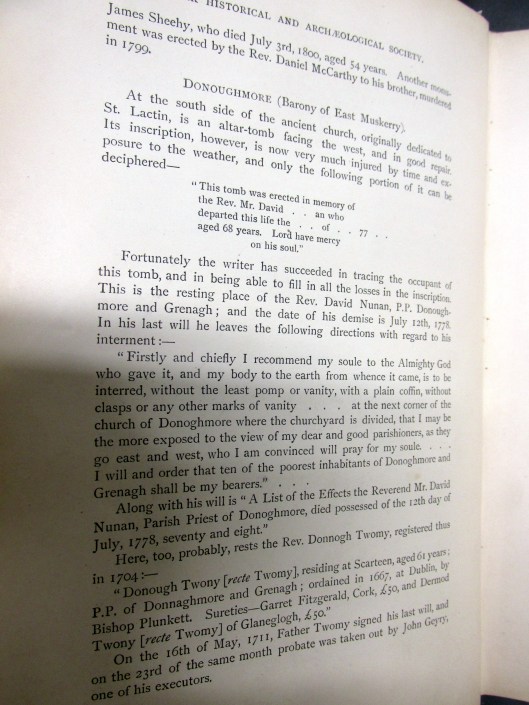 HISTORICAL AND ARCHÆOLOGICAL SOCIETY.
James Sheehy, who died July 3rd, 1800, aged 54 years. Another monu-
ment was erected by the Rev. Daniel McCarthy to his brother, murdered
in 1799.
DONOUGHMORE (Barony of East Muskerry).
At the south side of the ancient church, originally dedicated to
St. Lactin, is an altar-tomb facing the west, and in good repair.
Its inscription, however, is now very much injured by time and ex-
posure to the weather, and only the following portion of it can be
deciphered—
"This tomb was erected in memory of
the Rev. Mr. David . . an who
departed this life the . . of . . 77 . .
aged 68 years. Lord have mercy
on his soul."
Fortunately the writer has succeeded in tracing the occupant of
this tomb, and in being able to fill in all the losses in the inscription.
This is the resting place of the Rev. David Nunan, P.P. Donough-
more and Grenagh; and the date of his demise is July 12th, 1778.
In his last will he leaves the following directions with regard to his
interment:—
"Firstly and chiefly I recommend my soule to the Almighty God
who gave it, and my body to the earth from whence it came, is to be
interred, without the least pomp or vanity, with a plain coffin, without
clasps or any other marks of vanity . . . at the next corner of the
church of Donoghmore where the churchyard is divided, that I may be
the more exposed to the view of my dear and good parishioners, as they
go east and west, who I am convinced will pray for my soule. . . .
I will and order that ten of the poorest inhabitants of Donoghmore and
Grenagh shall be my bearers." . . .
Along with his will is "A List of the Effects the Reverend Mr. David
Nunan, Parish Priest of Donoghmore, died possessed of the 12th day of
July, 1778, seventy and eight."
Here, too, probably, rests the Rev. Donnogh Twomy, registered thus
in 1704:—
"Donough Twony [recte Twomy], residing at Scarteen, aged 61 years;
P.P. of Donnaghmore and Grenagh; ordained in 1667, at Dublin, by
Bishop Plunkett. Sureties—Garret Fitzgerald, Cork, £50, and Dermod
Twony [recte Twomy] of Glaneglogh, £50."
On the 16th of May, 1711, Father Twomy signed his last will, and
on the 23rd of the same month probate was taken out by John Geyry,
one of his executors.